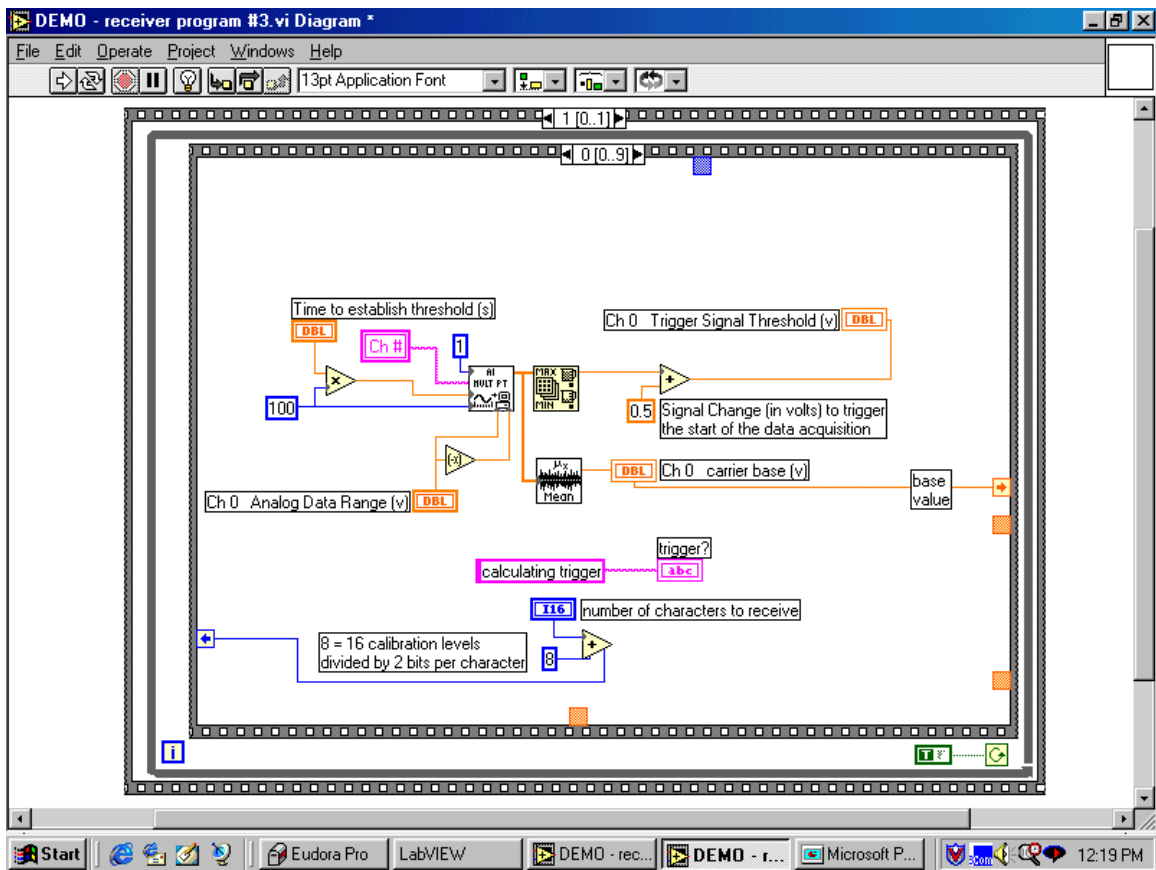 DEMO - receiver program #3.vi Diagram *
File Edit Operate Project Windows Help
13pt Application Font
1 [0..1]
0 [0..9]
Time to establish threshold (s)
DBL
Ch #
1
AI
MULT PT
100
MAX
MIN
Ch 0 Trigger Signal Threshold (v)
DBL
0.5
Signal Change (in volts) to trigger
the start of the data acquisition
(-x)
Ch 0 Analog Data Range (v)
DBL
μx
Mean
DBL
Ch 0 carrier base (v)
base
value
trigger?
calculating trigger
abc
I16
number of characters to receive
8 = 16 calibration levels
divided by 2 bits per character
8
i
T
Start
Eudora Pro
LabVIEW
DEMO - rec...
DEMO - r...
Microsoft P...
3com
12:19 PM